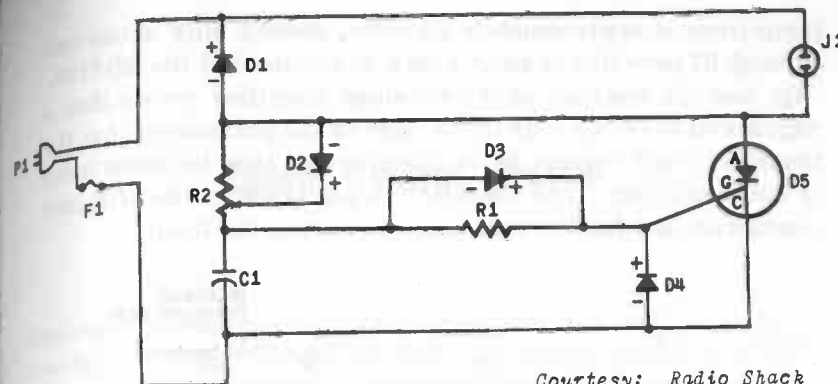 +
D1
-
J1
P1
F1
R2
D2
-
+
D3
-
+
R1
A
G
C
D5
C1
+
D4
-
Courtesy: Radio Shack